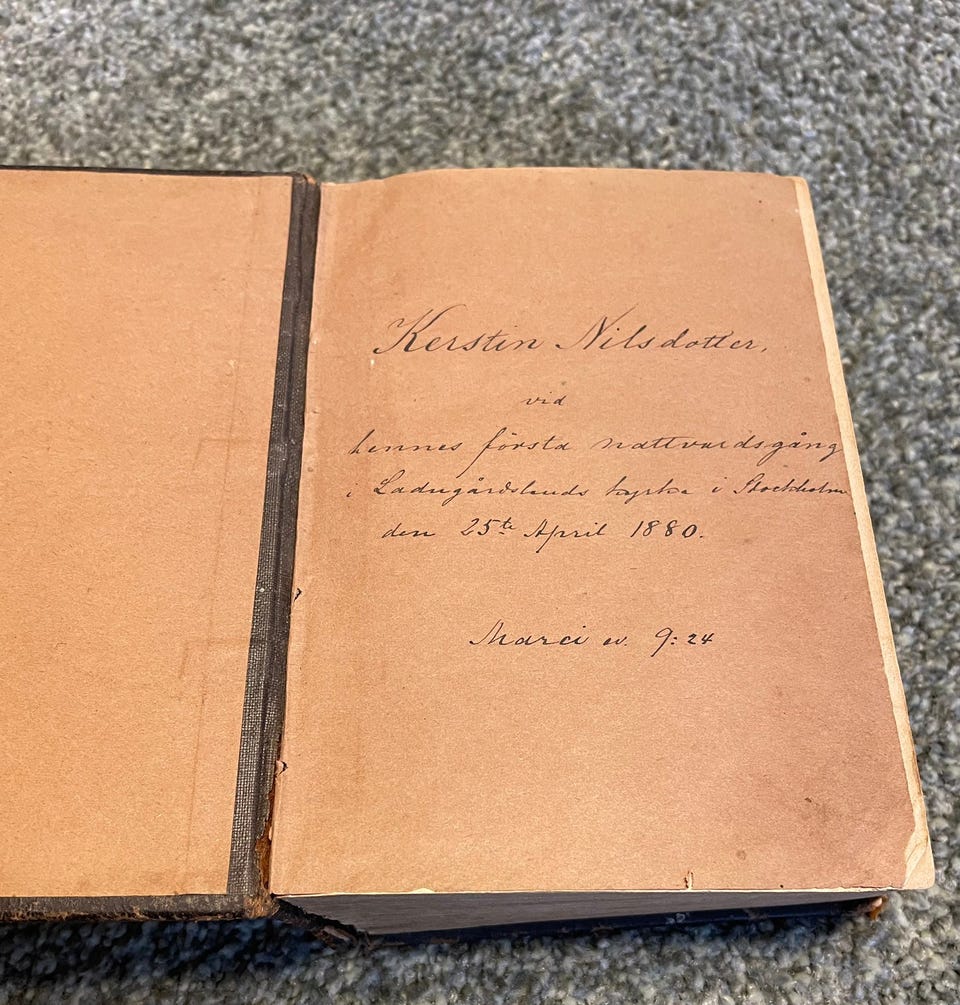 Kerstin Nilsdotter,
vid
hennes första nattvardsgång
i Ladugårdslands kyrka i Stockholm
den 25te April 1880.
Marci ev. 9:24